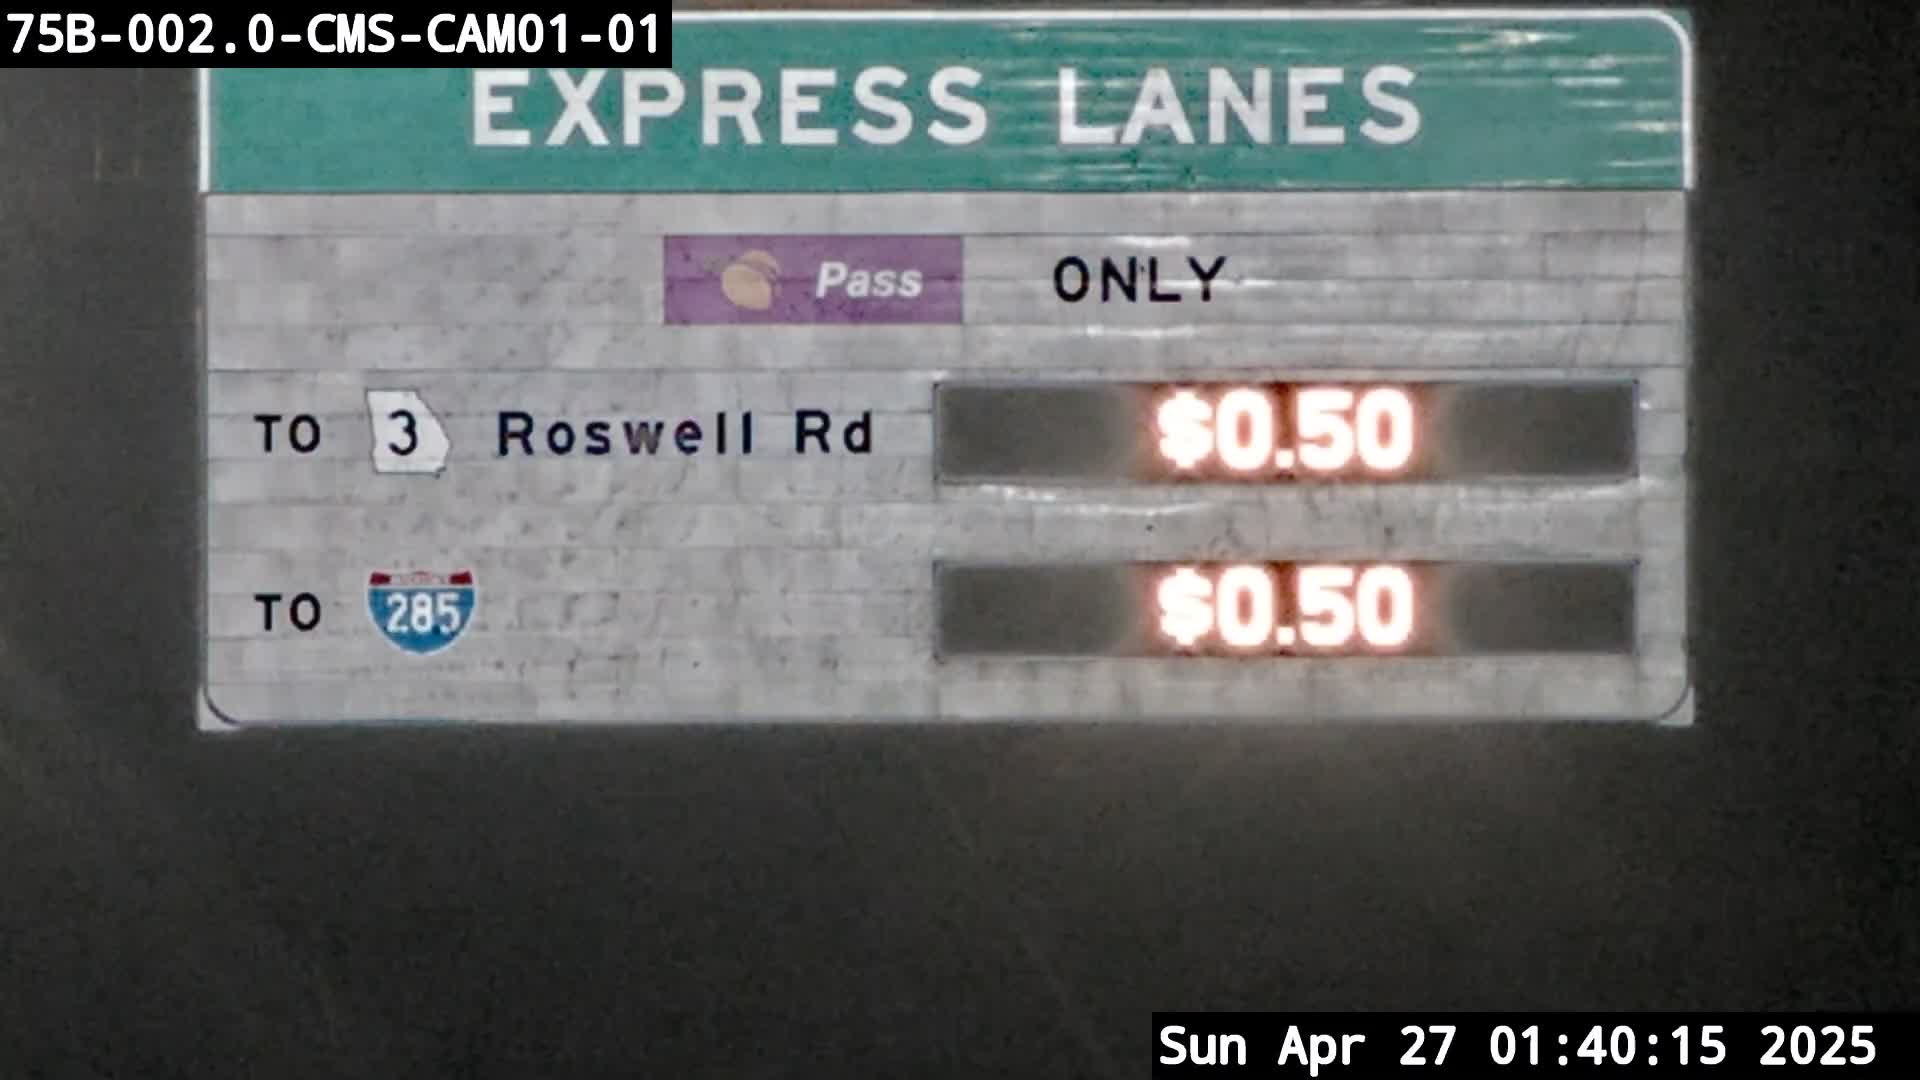 75B-002.0-CMS-CAM01-01
EXPRESS LANES
Pass ONLY
TO 3 Roswell Rd $0.50
TO 285 $0.50
Sun Apr 27 01:40:15 2025